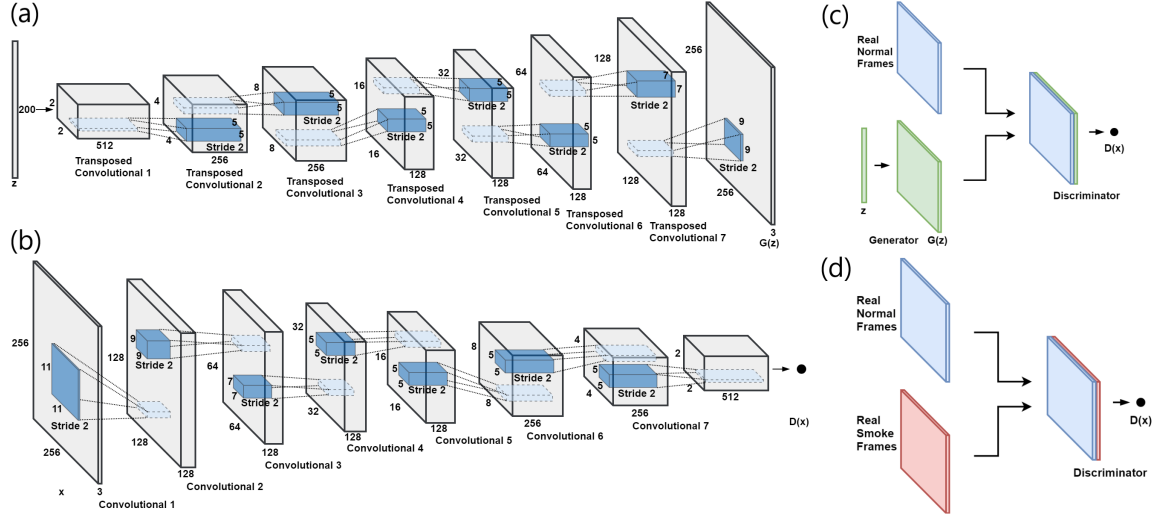 (a)
200
z
2
2
512
Transposed
Convolutional 1
4
4
5
5
Stride 2
256
Transposed
Convolutional 2
8
8
5
5
Stride 2
256
Transposed
Convolutional 3
16
16
5
5
Stride 2
128
Transposed
Convolutional 4
32
32
5
5
Stride 2
128
Transposed
Convolutional 5
64
64
5
5
Stride 2
128
Transposed
Convolutional 6
128
128
7
7
Stride 2
128
Transposed
Convolutional 7
256
256
9
9
Stride 2
3
G(z)
(b)
256
256
11
11
Stride 2
x
3
Convolutional 1
128
128
9
9
Stride 2
128
Convolutional 2
64
64
7
7
Stride 2
128
Convolutional 3
32
32
5
5
Stride 2
128
Convolutional 4
16
16
5
5
Stride 2
128
Convolutional 5
8
8
5
5
Stride 2
256
Convolutional 6
4
4
5
5
Stride 2
256
Convolutional 7
2
2
512
D(x)
(c)
Real
Normal
Frames
z
Generator
G(z)
Discriminator
D(x)
(d)
Real
Normal
Frames
Real
Smoke
Frames
Discriminator
D(x)